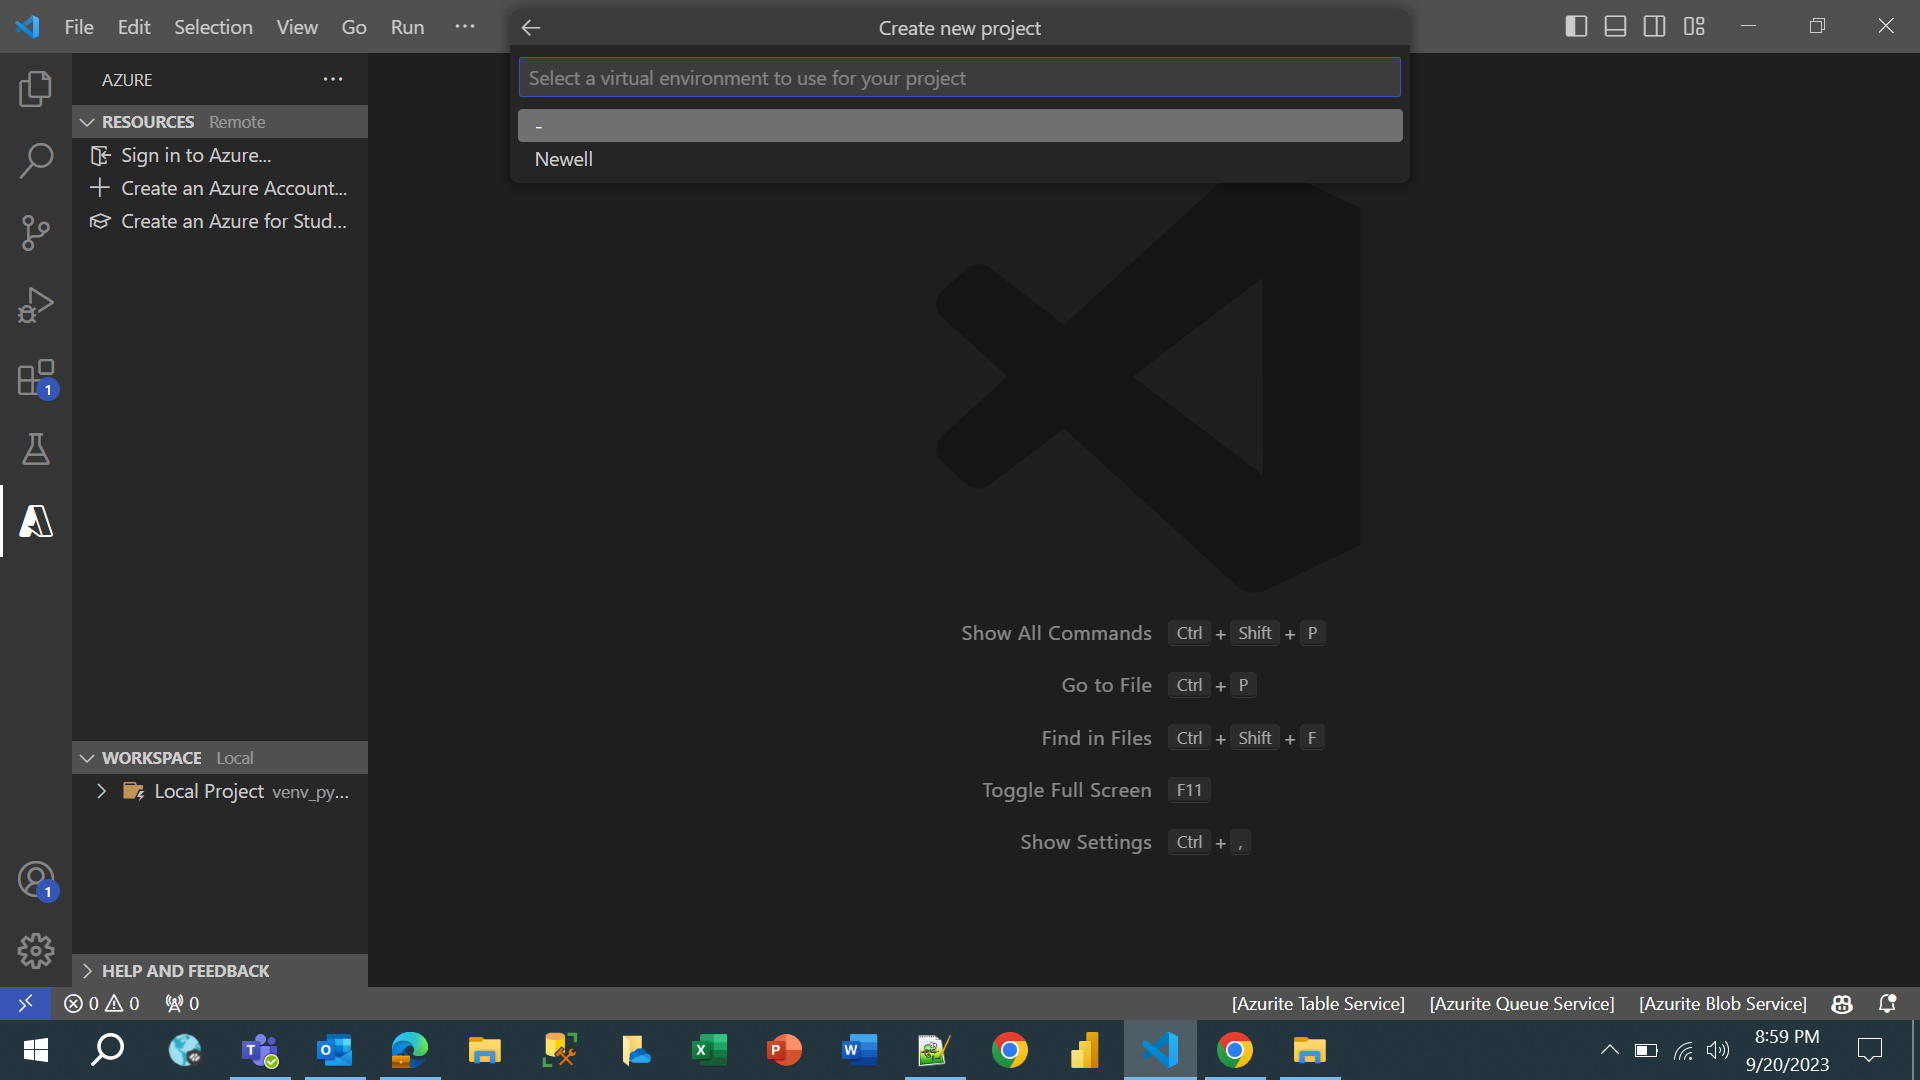 File Edit Selection View Go Run ···
Create new project
Select a virtual environment to use for your project
-
Newell
AZURE ···
RESOURCES Remote
Sign in to Azure...
Create an Azure Account...
Create an Azure for Stud...
1
Show All Commands Ctrl + Shift + P
Go to File Ctrl + P
Find in Files Ctrl + Shift + F
Toggle Full Screen F11
Show Settings Ctrl + ,
WORKSPACE Local
Local Project venv_py...
1
HELP AND FEEDBACK
0 0 0
[Azurite Table Service] [Azurite Queue Service] [Azurite Blob Service]
8:59 PM
9/20/2023